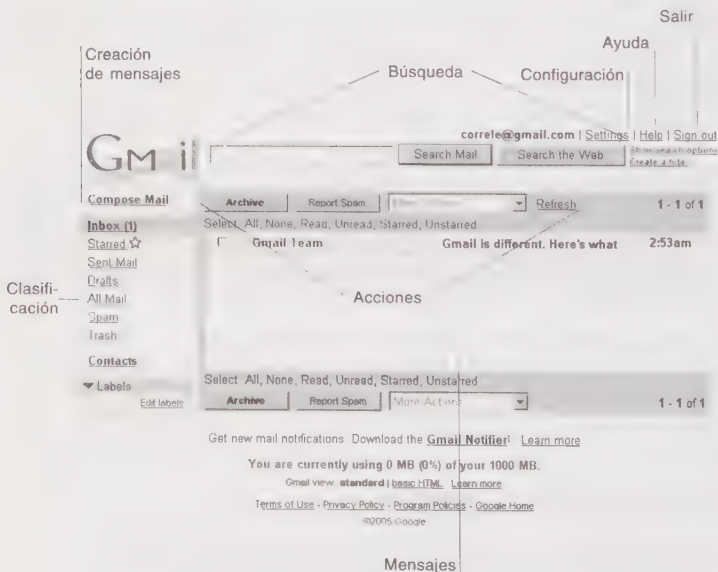 Salir
Ayuda
Creación
de mensajes
Búsqueda
Configuración
correle@gmail.com | Settings | Help | Sign out
GMail
Search Mail
Search the Web
Show search options
Create a filter
Compose Mail
Archive
Report Spam
Refresh
1 - 1 of 1
Inbox (1)
Select: All, None, Read, Unread, Starred, Unstarred
Starred
Gmail Team
Gmail is different. Here's what
2:53am
Sent Mail
Drafts
Clasifi-
cación
All Mail
Acciones
Spam
Trash
Contacts
Labels
Select: All, None, Read, Unread, Starred, Unstarred
Edit labels
Archive
Report Spam
More Actions
1 - 1 of 1
Get new mail notifications. Download the Gmail Notifier! Learn more
You are currently using 0 MB (0%) of your 1000 MB.
Gmail view: standard | basic HTML Learn more
Terms of Use - Privacy Policy - Program Policies - Google Home
©2005 Google
Mensajes